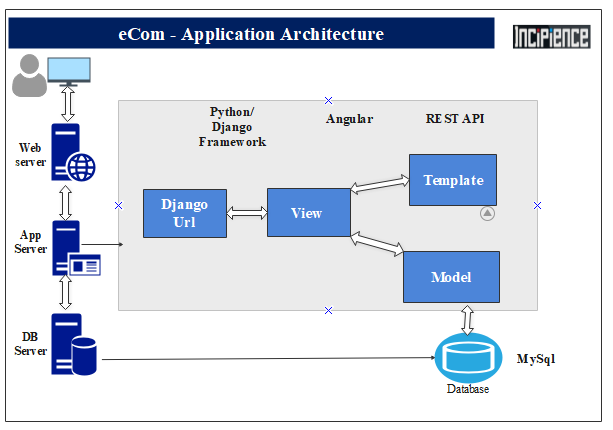 eCom - Application Architecture
InCIPience
Python/
Django
Framework
Angular
REST API
Web
server
Template
Django
Url
View
App
Server
Model
DB
Server
MySql
Database